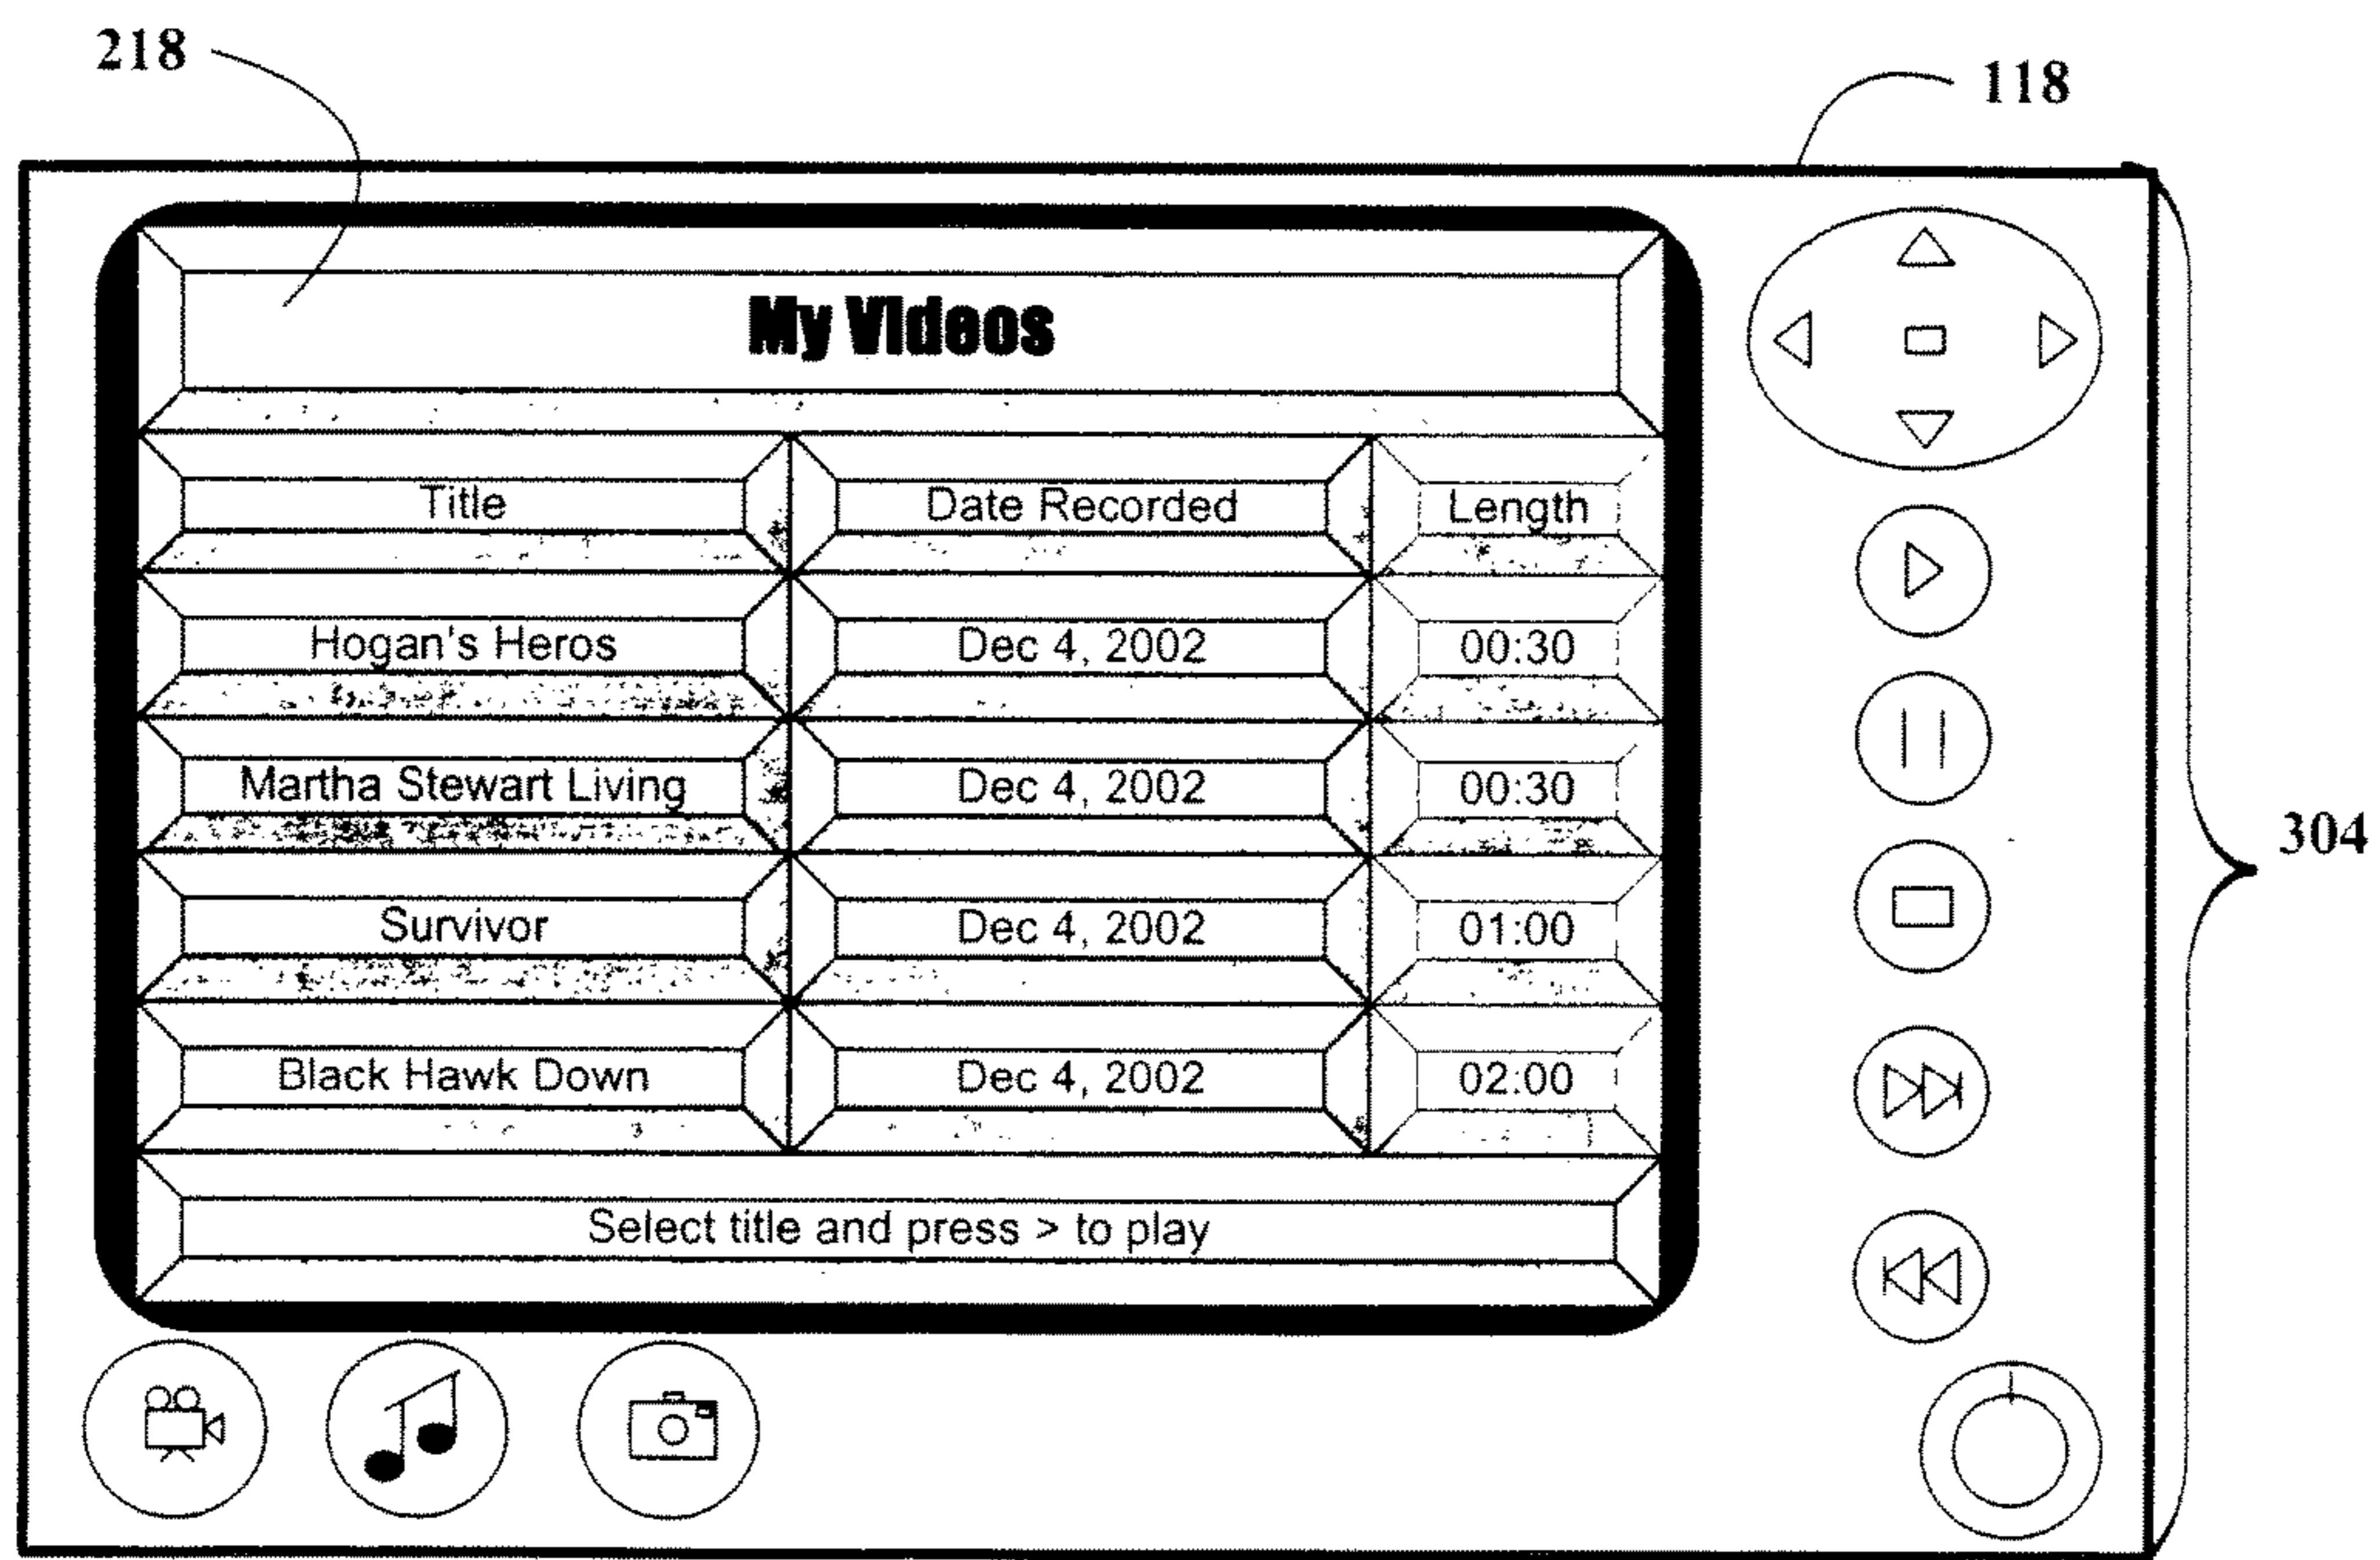 218
118
My Videos
Title Date Recorded Length
Hogan's Heros Dec 4, 2002 00:30
Martha Stewart Living Dec 4, 2002 00:30
304
Survivor Dec 4, 2002 01:00
Black Hawk Down Dec 4, 2002 02:00
Select title and press > to play